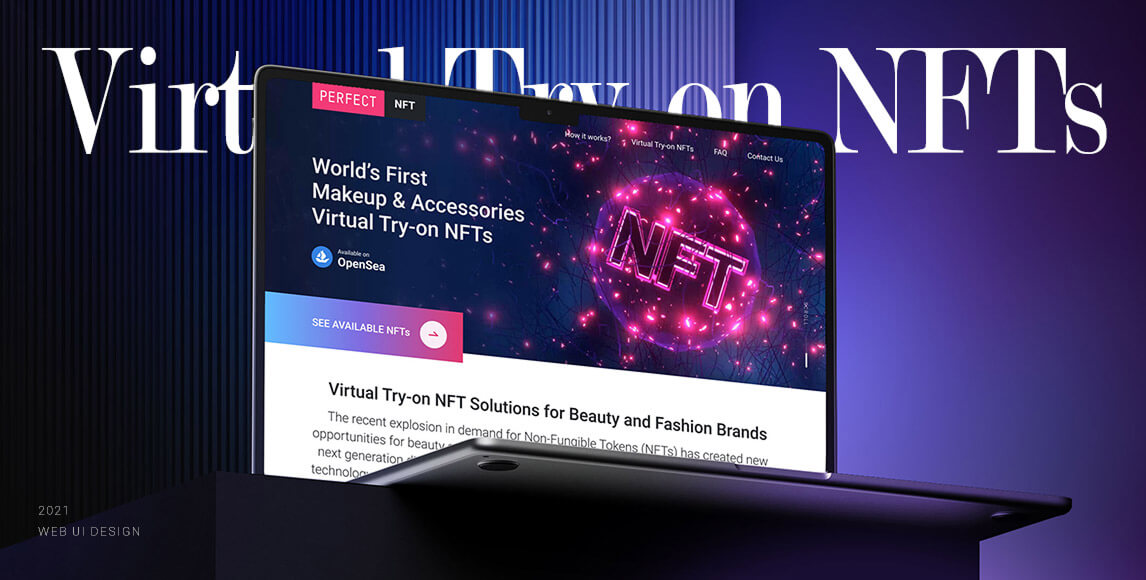 Virtual Try-on NFTs
PERFECT NFT
How it works? Virtual Try-on NFTs FAQ Contact Us
World's First
Makeup & Accessories
Virtual Try-on NFTs
Available on
OpenSea
NFT
SCROLL
SEE AVAILABLE NFTs
Virtual Try-on NFT Solutions for Beauty and Fashion Brands
The recent explosion in demand for Non-Fungible Tokens (NFTs) has created new
opportunities for beauty
next generation
technology
2021
WEB UI DESIGN